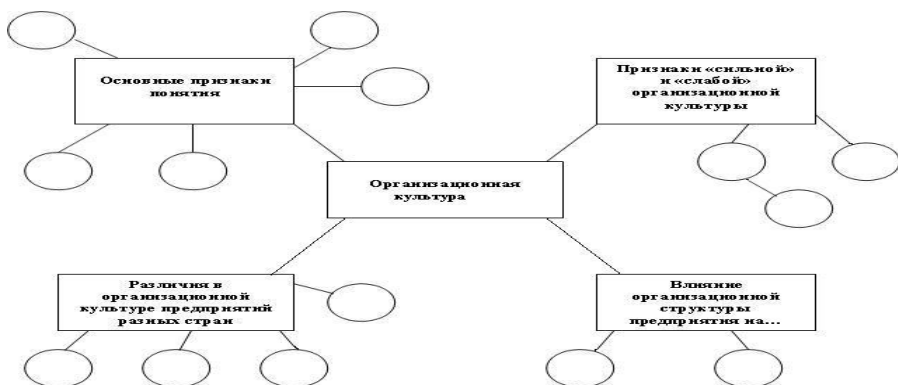 Основные признаки
понятия
Признаки «сильной»
и «слабой»
организационной
культуры
Организационная
культура
Различия в
организационной
культуре предприятий
разных стран
Влияние
организационной
структуры
предприятия на...